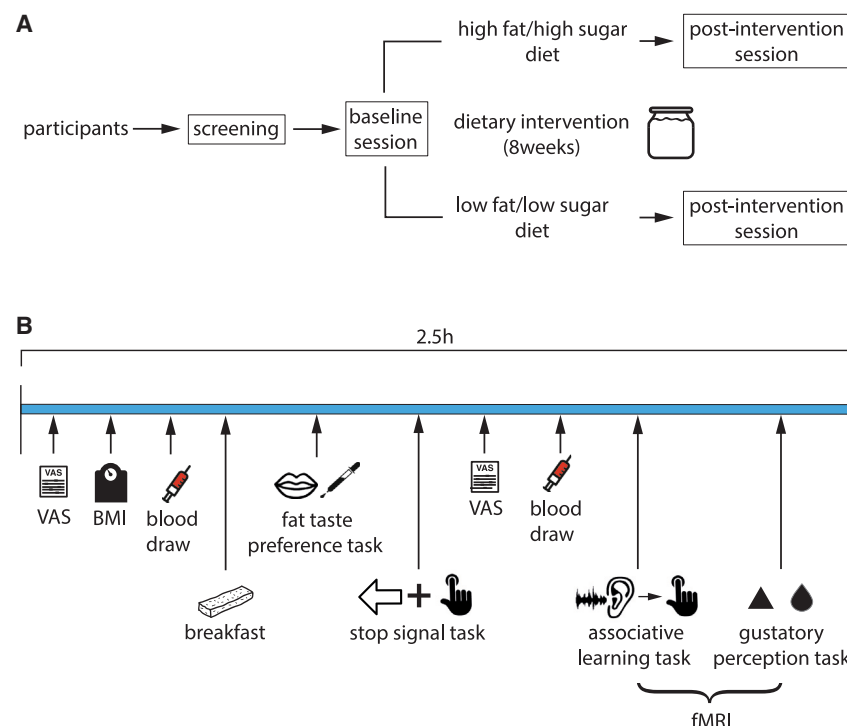 A
participants
screening
baseline
session
high fat/high sugar
diet
post-intervention
session
dietary intervention
(8weeks)
low fat/low sugar
diet
post-intervention
session
B
2.5h
VAS
VAS
BMI
blood
draw
breakfast
fat taste
preference task
stop signal task
VAS
VAS
blood
draw
associative
learning task
gustatory
perception task
fMRI